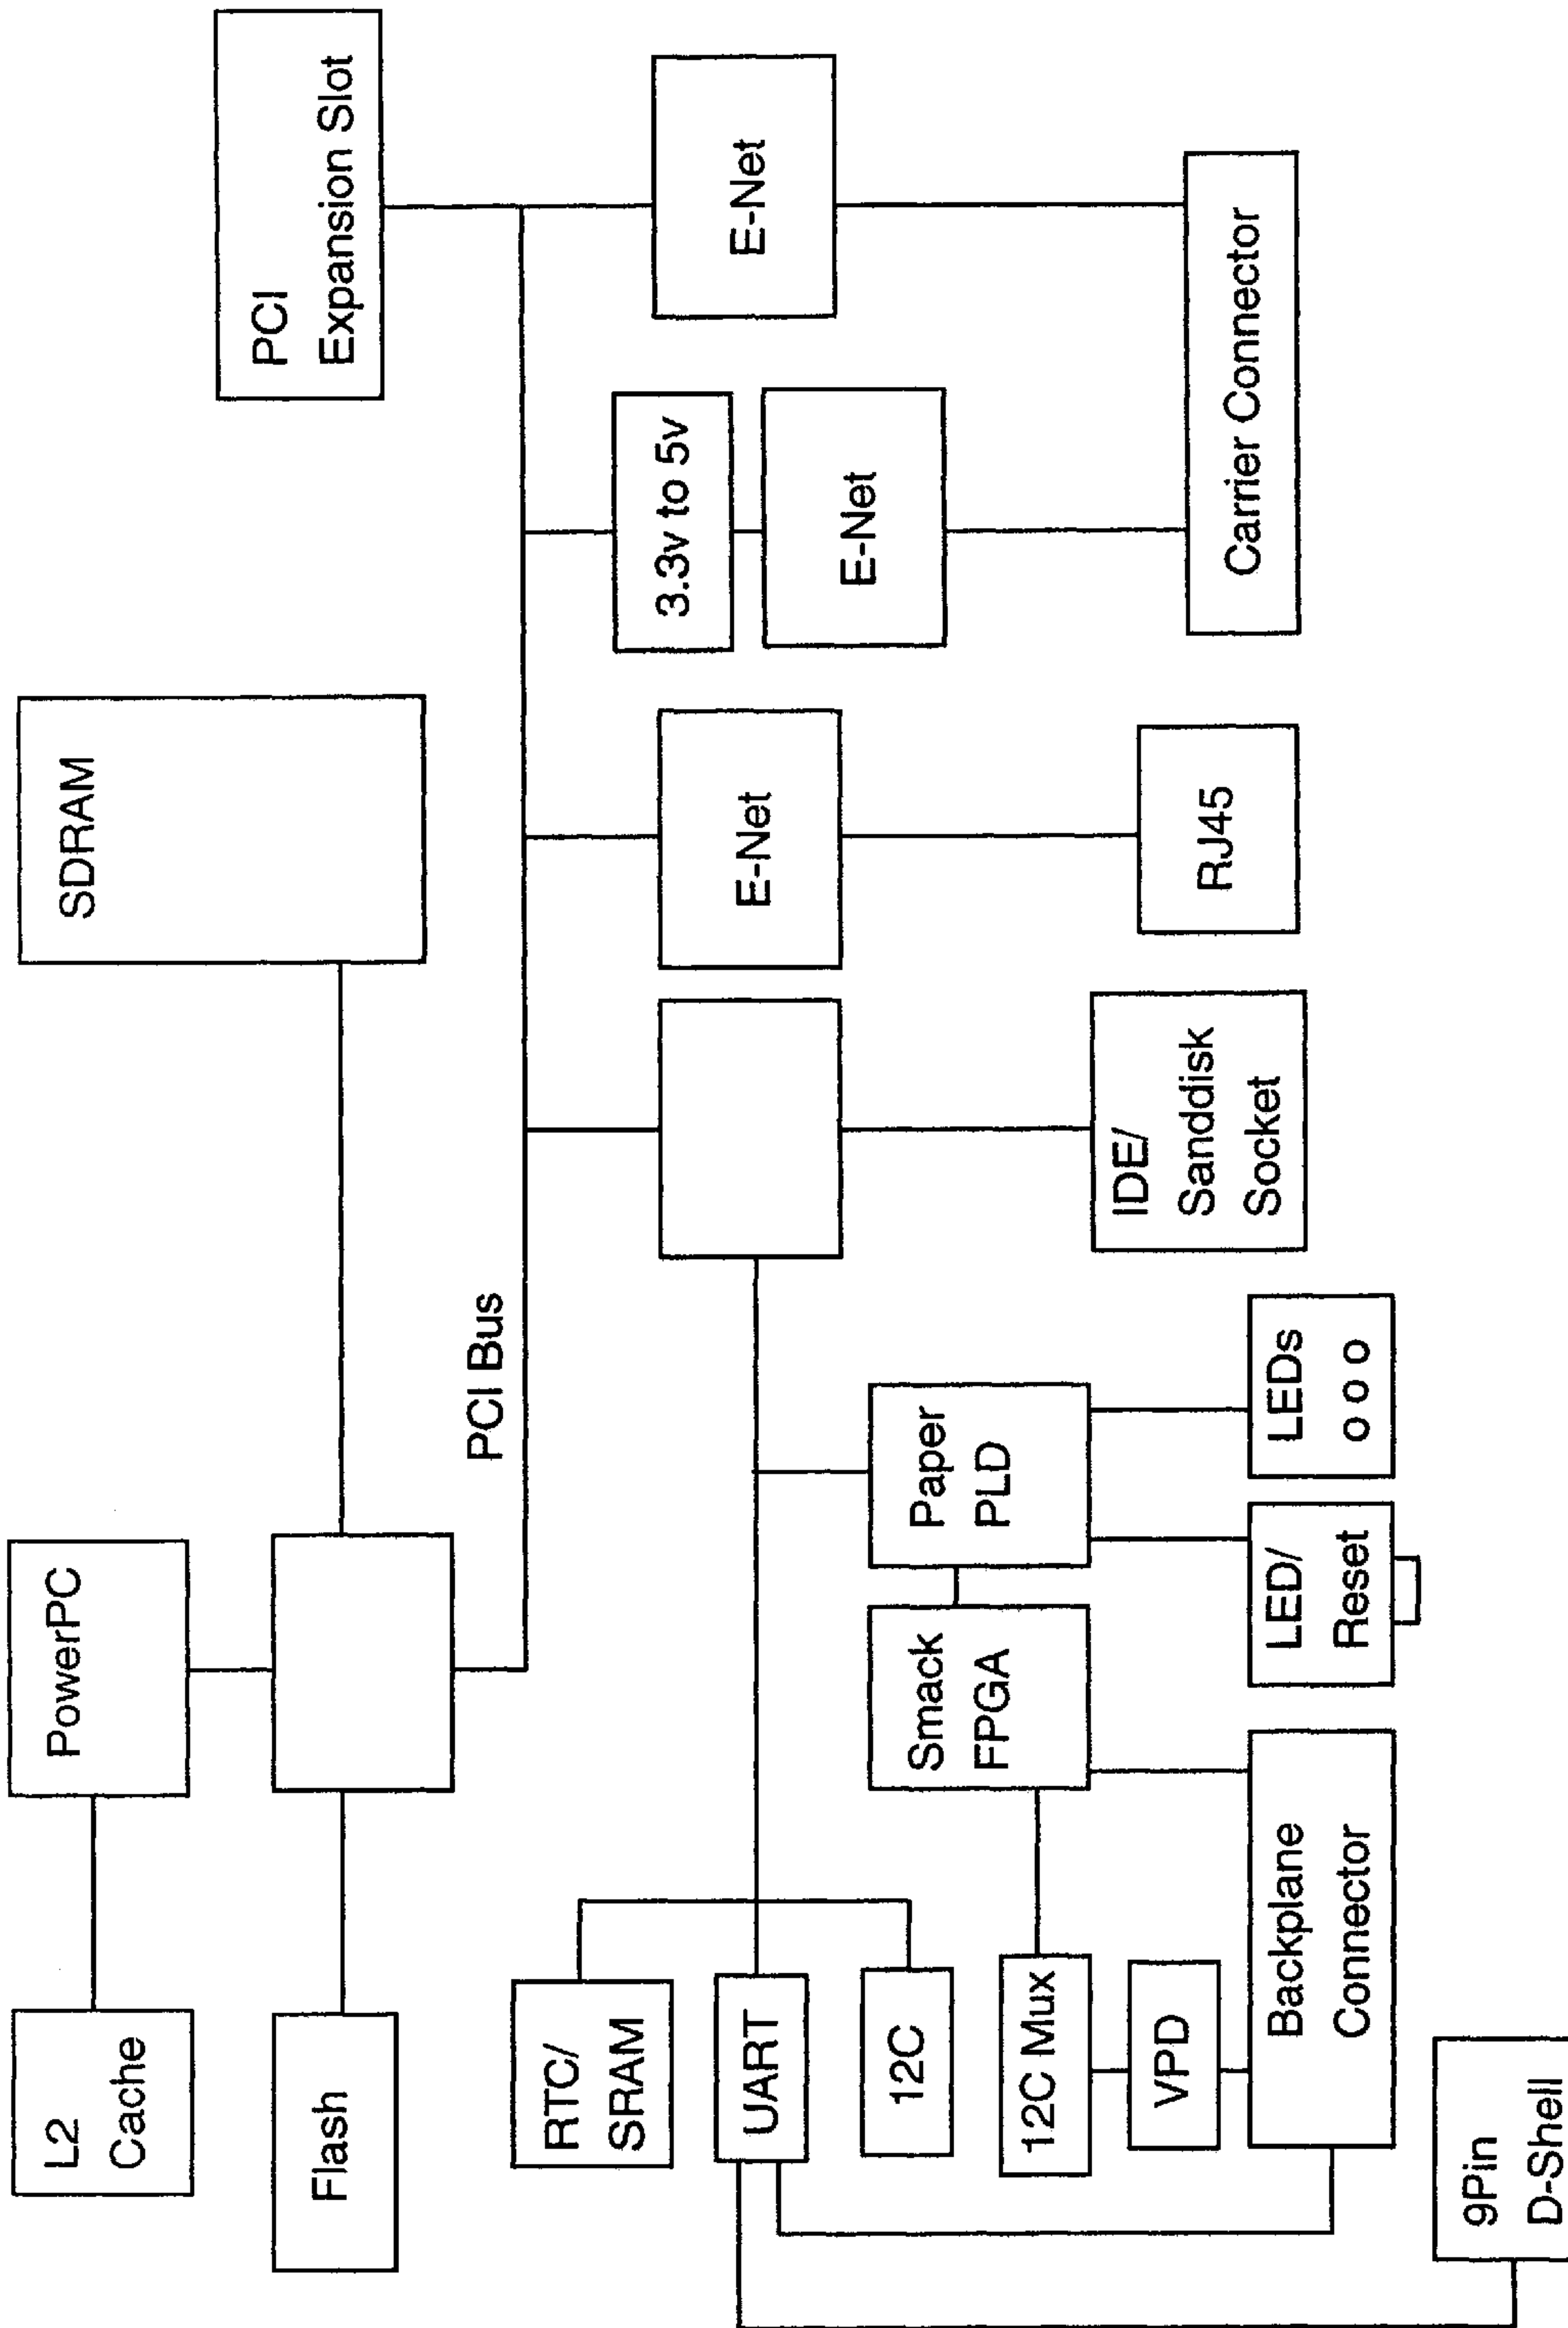 L2
Cache
PowerPC
SDRAM
PCI
Expansion Slot
Flash
PCI Bus
RTC/
SRAM
UART
12C
12C Mux
VPD
Smack
FPGA
Paper
PLD
3.3v to 5v
E-Net
E-Net
E-Net
Backplane
Connector
LED/
Reset
LEDs
o o o
IDE/
Sanddisk
Socket
RJ45
Carrier Connector
9Pin
D-Shell